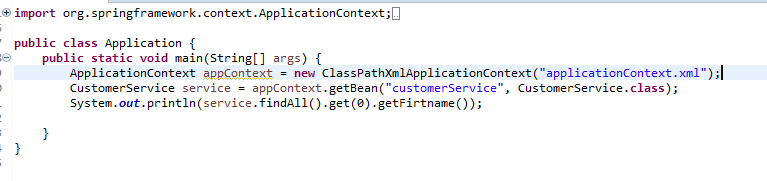 import org.springframework.context.ApplicationContext;
public class Application {
public static void main(String[] args) {
ApplicationContext appContext = new ClassPathXmlApplicationContext("applicationContext.xml");
CustomerService service = appContext.getBean("customerService", CustomerService.class);
System.out.println(service.findAll().get(0).getFirtname());
}
}